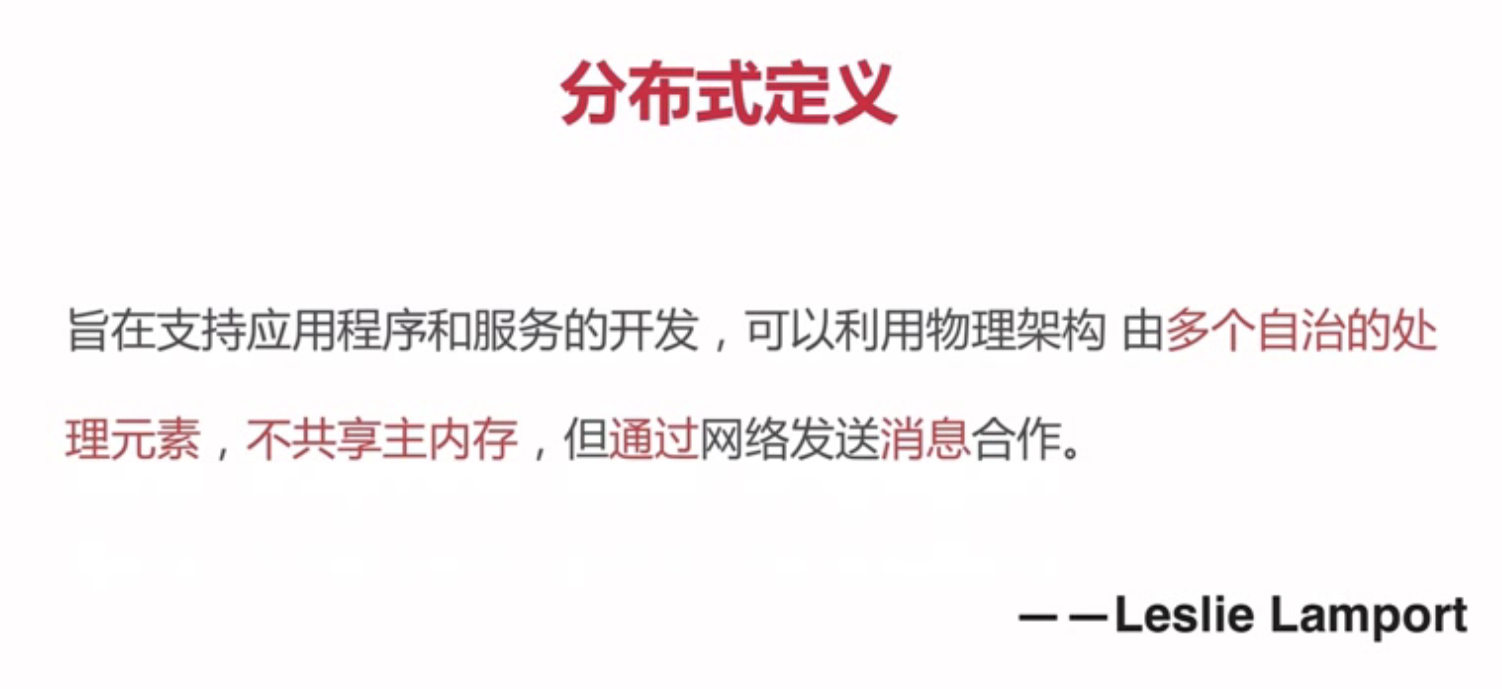 分布式定义
旨在支持应用程序和服务的开发，可以利用物理架构 由多个自治的处
理元素，不共享主内存，但通过网络发送消息合作。
——Leslie Lamport